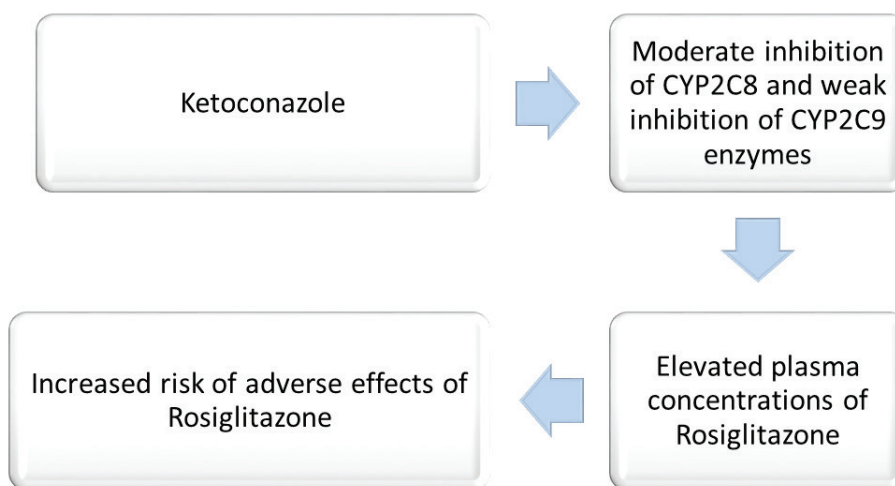 Ketoconazole
Moderate inhibition
of CYP2C8 and weak
inhibition of CYP2C9
enzymes
Elevated plasma
concentrations of
Rosiglitazone
Increased risk of adverse effects of
Rosiglitazone